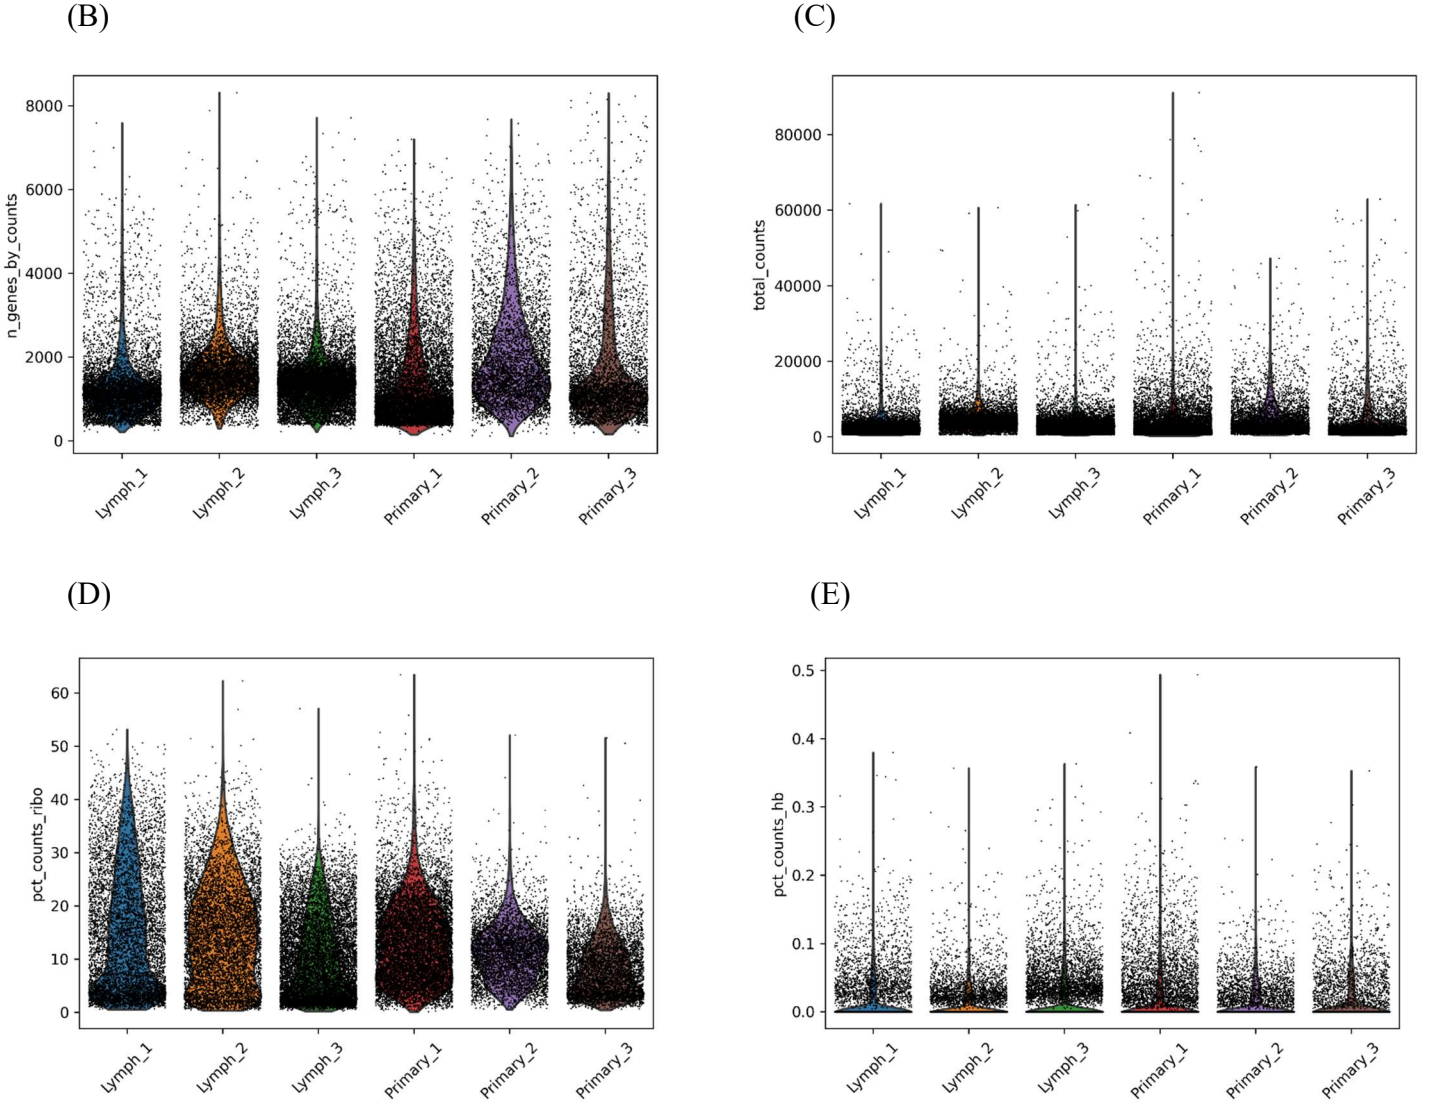 (B)
(C)
n_genes_by_counts
8000
6000
4000
2000
0
Lymph_1
Lymph_2
Lymph_3
Primary_1
Primary_2
Primary_3
total_counts
80000
60000
40000
20000
0
Lymph_1
Lymph_2
Lymph_3
Primary_1
Primary_2
Primary_3
(D)
(E)
pct_counts_ribo
60
50
40
30
20
10
0
Lymph_1
Lymph_2
Lymph_3
Primary_1
Primary_2
Primary_3
pct_counts_hb
0.5
0.4
0.3
0.2
0.1
0.0
Lymph_1
Lymph_2
Lymph_3
Primary_1
Primary_2
Primary_3